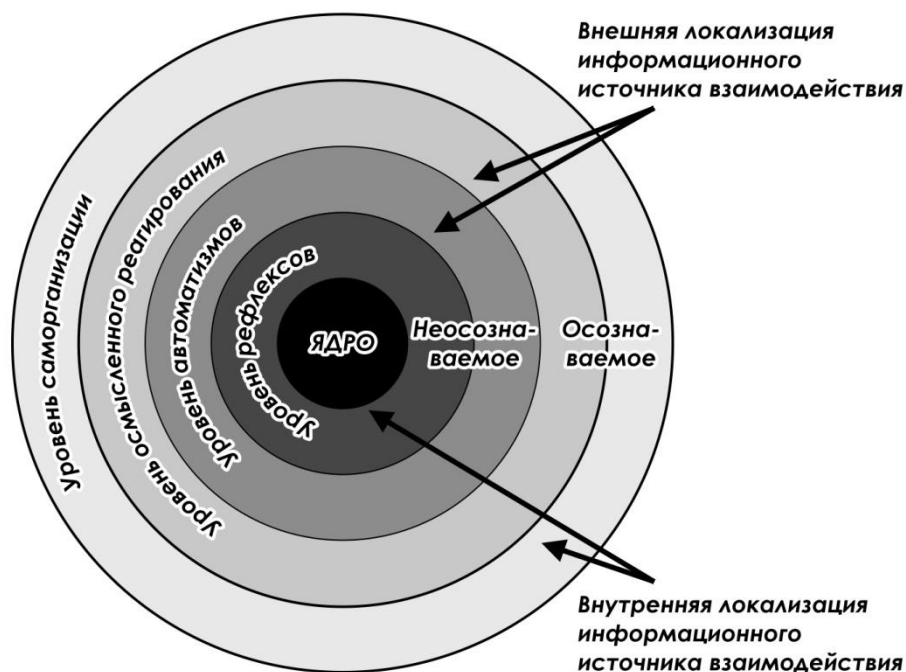 Внешняя локализация
информационного
источника взаимодействия
Уровень саморганизации
Уровень осмысленного реагирования
Уровень автоматизмов
Уровень рефлексов
ЯДРО
Неосозна-
ваемое
Осозна-
ваемое
Внутренняя локализация
информационного
источника взаимодействия